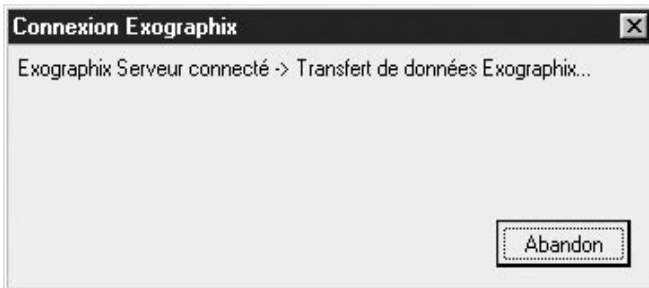 Connexion Exographix
Exographix Serveur connecté -> Transfert de données Exographix...
Abandon